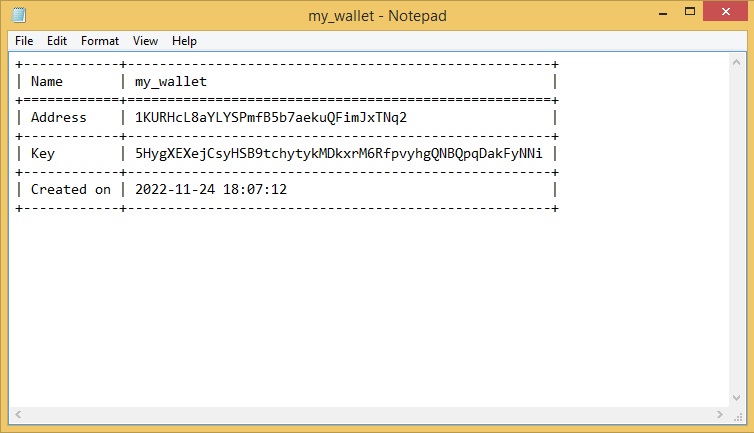 my_wallet - Notepad
File Edit Format View Help
+------------+-----------------------------------------------------+
| Name       | my_wallet                                           |
+============+=====================================================+
| Address    | 1KURHcL8aYLYSPmfB5b7aekuQFimJxTNq2                  |
+------------+-----------------------------------------------------+
| Key        | 5HygXEXejCsyHSB9tchytykMDkxrM6RfpvyhgQNBQpqDakFyNNi |
+------------+-----------------------------------------------------+
| Created on | 2022-11-24 18:07:12                                 |
+------------+-----------------------------------------------------+